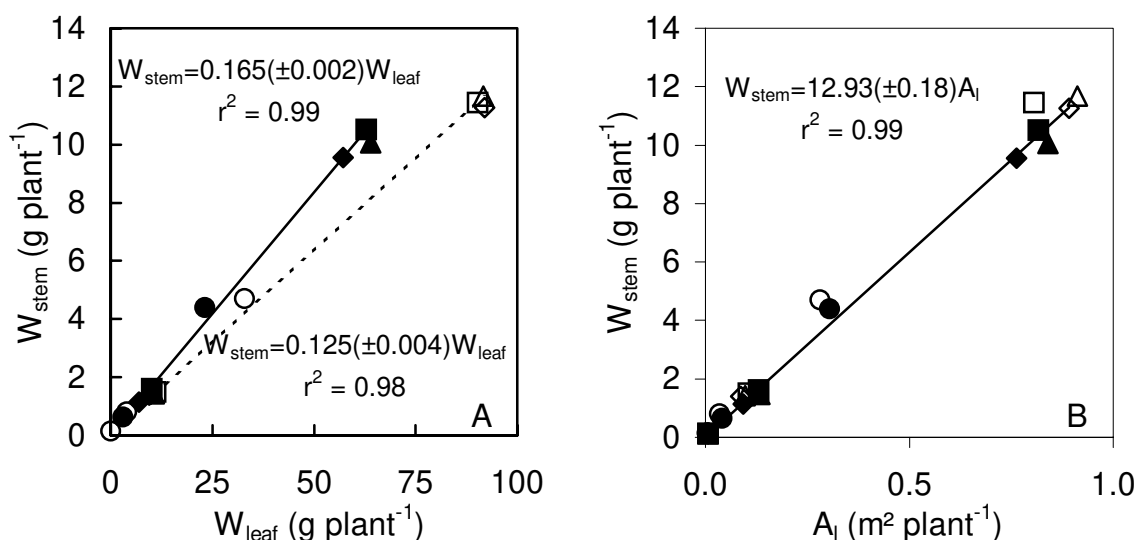 14
12
10
8
6
4
2
0
W_stem (g plant⁻¹)
W_stem=0.165(±0.002)W_leaf
r² = 0.99
W_stem=0.125(±0.004)W_leaf
r² = 0.98
A
0 25 50 75 100
W_leaf (g plant⁻¹)
14
12
10
8
6
4
2
0
W_stem (g plant⁻¹)
W_stem=12.93(±0.18)A_l
r² = 0.99
B
0.0 0.5 1.0
A_l (m² plant⁻¹)